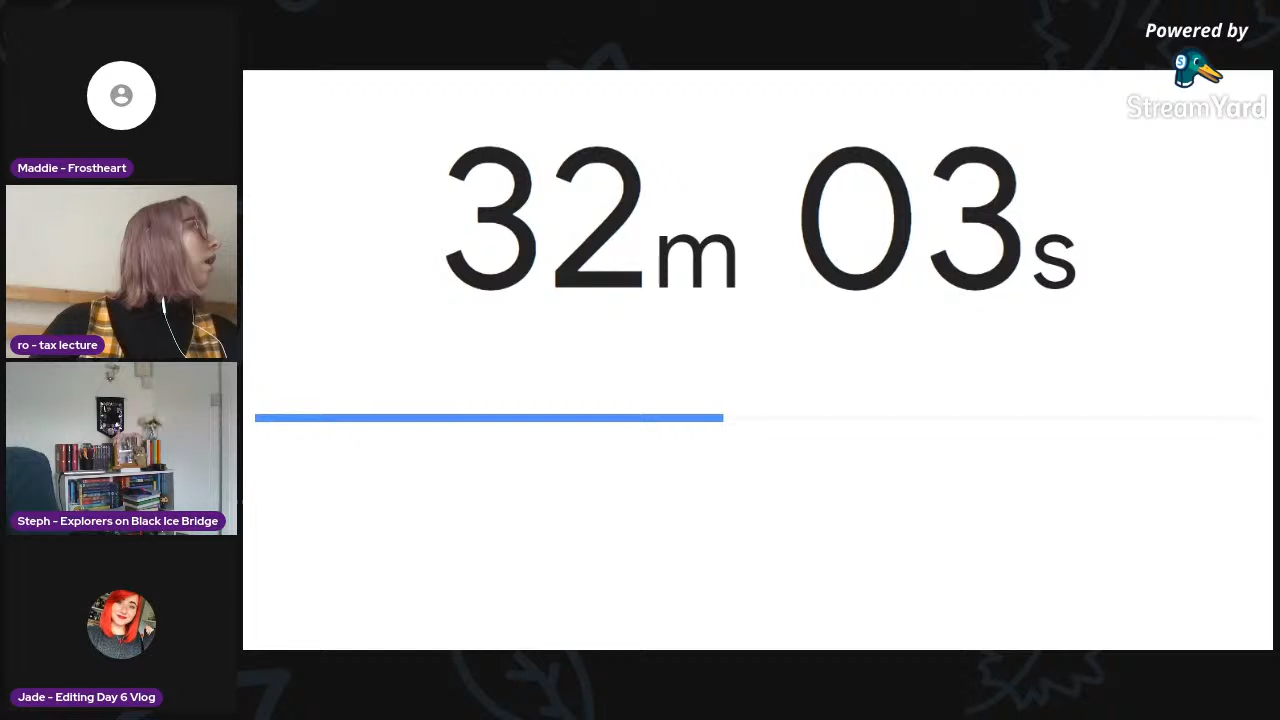 Powered by
StreamYard
Maddie - Frostheart
32m 03s
ro - tax lecture
Steph - Explorers on Black Ice Bridge
Jade - Editing Day 6 Vlog